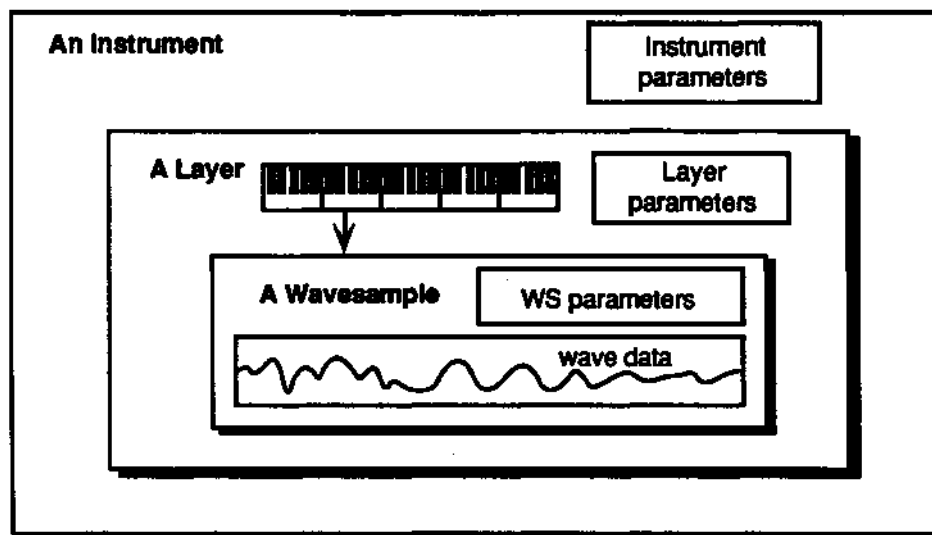 An Instrument
Instrument
parameters
A Layer
Layer
parameters
A Wavesample
WS parameters
wave data